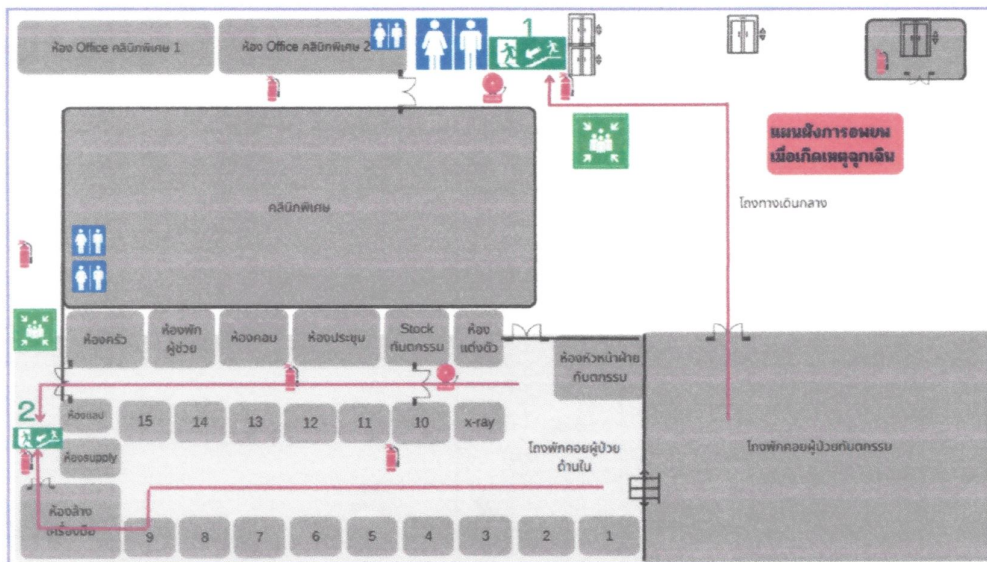 ห้อง Office คลินิกพิเศษ 1
ห้อง Office คลินิกพิเศษ 2
1
แผนผังการอพยพ
เมื่อเกิดเหตุฉุกเฉิน
โถงทางเดินกลาง
คลินิกพิเศษ
ห้องครัว
ห้องพัก
ผู้ช่วย
ห้องคอม
ห้องประชุม
Stock
ทันตกรรม
ห้อง
แต่งตัว
ห้องหัวหน้าฝ่าย
ทันตกรรม
2
ห้องแลป
15
14
13
12
11
10
x-ray
ห้องsupply
โถงพักคอยผู้ป่วย
ด้านใน
โถงพักคอยผู้ป่วยทันตกรรม
ห้องล้าง
เครื่องมือ
9
8
7
6
5
4
3
2
1